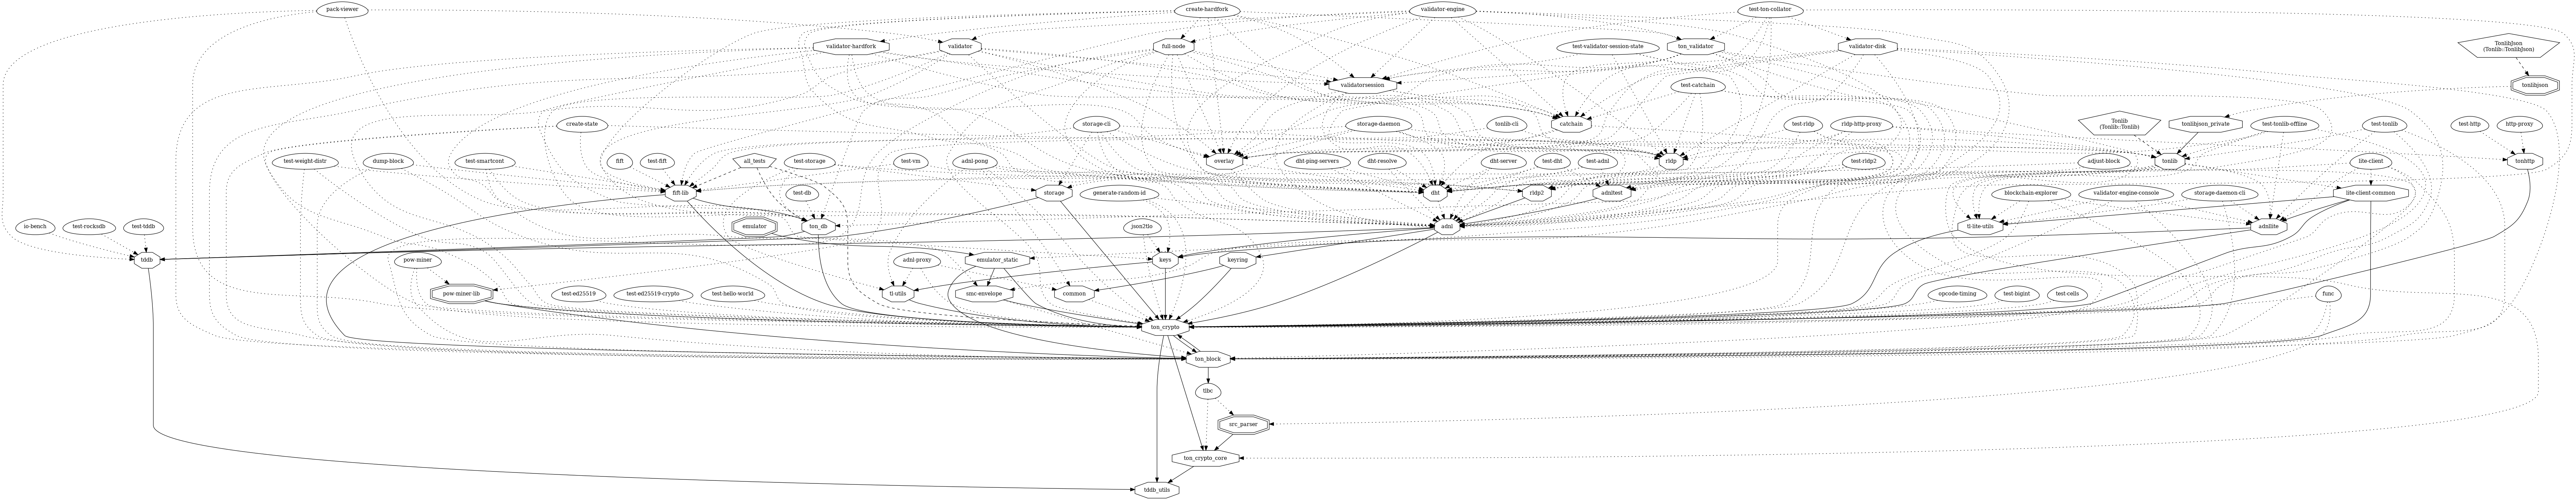 pack-viewer
create-hardfork
validator-engine
test-ton-collator
validator-hardfork
validator
full-node
test-validator-session-state
ton_validator
validator-disk
TonlibJson
(Tonlib::TonlibJson)
validatorsession
test-catchain
tonlibjson
create-state
storage-cli
storage-daemon
tonlib-cli
catchain
test-rldp
rldp-http-proxy
Tonlib
(Tonlib::Tonlib)
tonlibjson_private
test-tonlib-offline
test-tonlib
test-http
http-proxy
test-weight-distr
dump-block
test-smartcont
fift
test-fift
all_tests
test-storage
test-vm
adnl-pong
overlay
dht-ping-servers
dht-resolve
dht-server
test-dht
test-adnl
rldp
test-rldp2
adjust-block
tonlib
lite-client
tonhttp
fift-lib
test-db
storage
generate-random-id
dht
rldp2
adnltest
blockchain-explorer
validator-engine-console
storage-daemon-cli
lite-client-common
io-bench
test-rocksdb
test-tddb
emulator
ton_db
json2tlo
adnl
tl-lite-utils
adnllite
tddb
pow-miner
adnl-proxy
emulator_static
keys
keyring
pow-miner-lib
test-ed25519
test-ed25519-crypto
test-hello-world
tl-utils
smc-envelope
common
opcode-timing
test-bigint
test-cells
func
ton_crypto
ton_block
tlbc
src_parser
ton_crypto_core
tddb_utils